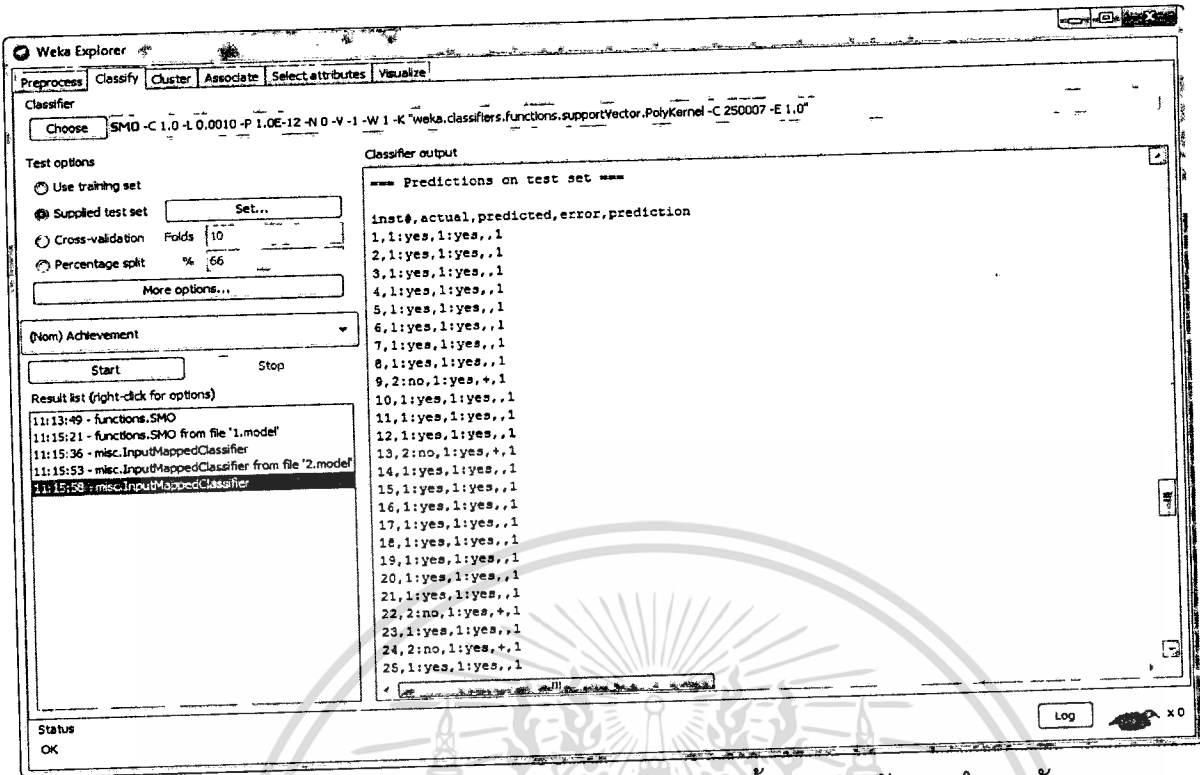 Weka Explorer
Preprocess Classify Cluster Associate Select attributes Visualize
Classifier
Choose SMO -C 1.0 -L 0.0010 -P 1.0E-12 -N 0 -V -1 -W 1 -K "weka.classifiers.functions.supportVector.PolyKernel -C 250007 -E 1.0"
Test options
Use training set
Supplied test set Set...
Cross-validation Folds 10
Percentage split % 66
More options...
(Nom) Achievement
Start Stop
Result list (right-click for options)
11:13:49 - functions.SMO
11:15:21 - functions.SMO from file '1.model'
11:15:36 - misc.InputMappedClassifier
11:15:53 - misc.InputMappedClassifier from file '2.model'
11:15:58 - misc.InputMappedClassifier
Classifier output
=== Predictions on test set ===
inst#,actual,predicted,error,prediction
1,1:yes,1:yes,,1
2,1:yes,1:yes,,1
3,1:yes,1:yes,,1
4,1:yes,1:yes,,1
5,1:yes,1:yes,,1
6,1:yes,1:yes,,1
7,1:yes,1:yes,,1
8,1:yes,1:yes,,1
9,2:no,1:yes,+,1
10,1:yes,1:yes,,1
11,1:yes,1:yes,,1
12,1:yes,1:yes,,1
13,2:no,1:yes,+,1
14,1:yes,1:yes,,1
15,1:yes,1:yes,,1
16,1:yes,1:yes,,1
17,1:yes,1:yes,,1
18,1:yes,1:yes,,1
19,1:yes,1:yes,,1
20,1:yes,1:yes,,1
21,1:yes,1:yes,,1
22,2:no,1:yes,+,1
23,1:yes,1:yes,,1
24,2:no,1:yes,+,1
25,1:yes,1:yes,,1
Status
OK
Log x 0